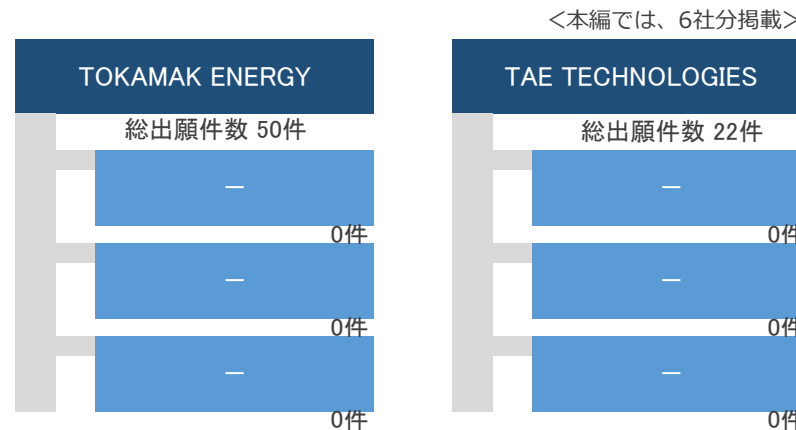 ＜本編では、6社分掲載＞
TOKAMAK ENERGY
総出願件数 50件
－
0件
－
0件
－
0件
TAE TECHNOLOGIES
総出願件数 22件
－
0件
－
0件
－
0件